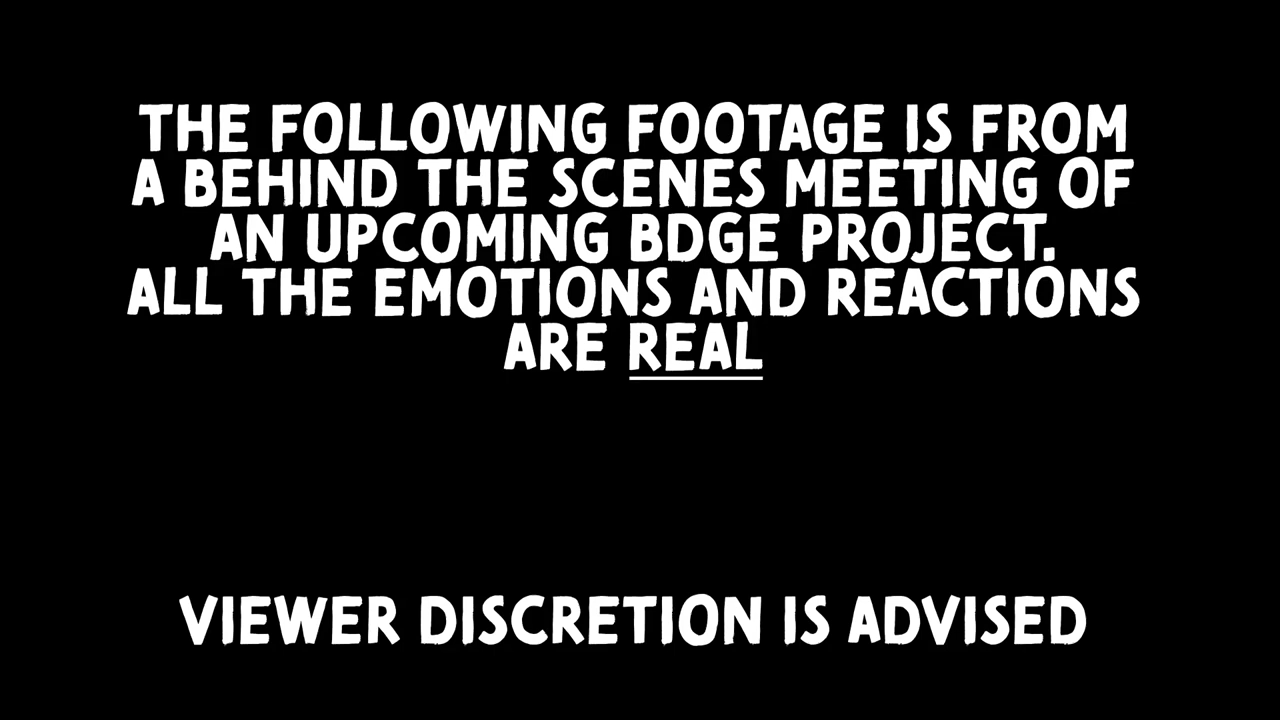 THE FOLLOWING FOOTAGE IS FROM
A BEHIND THE SCENES MEETING OF
AN UPCOMING BDGE PROJECT.
ALL THE EMOTIONS AND REACTIONS
ARE REAL
VIEWER DISCRETION IS ADVISED